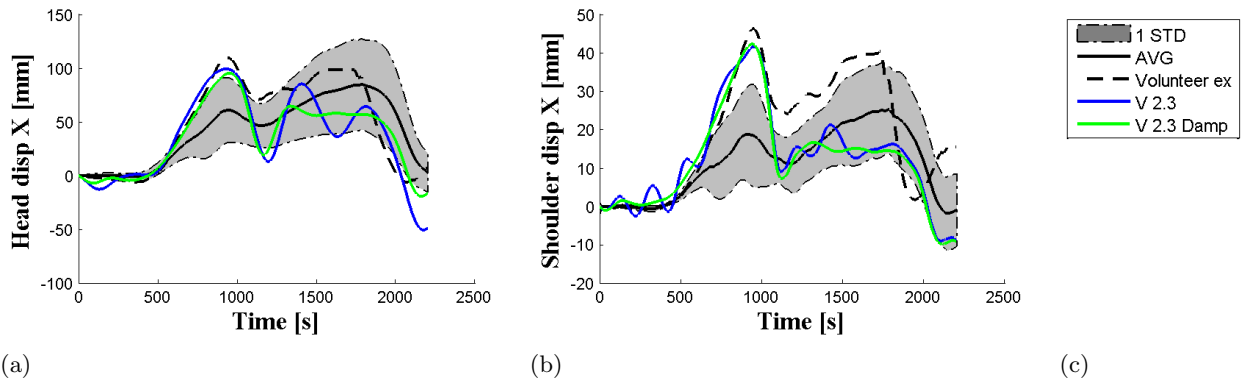 Head disp X [mm]
150
100
50
0
-50
-100
0 500 1000 1500 2000 2500
Time [s]
(a)
Shoulder disp X [mm]
50
40
30
20
10
0
-10
-20
0 500 1000 1500 2000 2500
Time [s]
(b)
1 STD
AVG
Volunteer ex
V 2.3
V 2.3 Damp
(c)